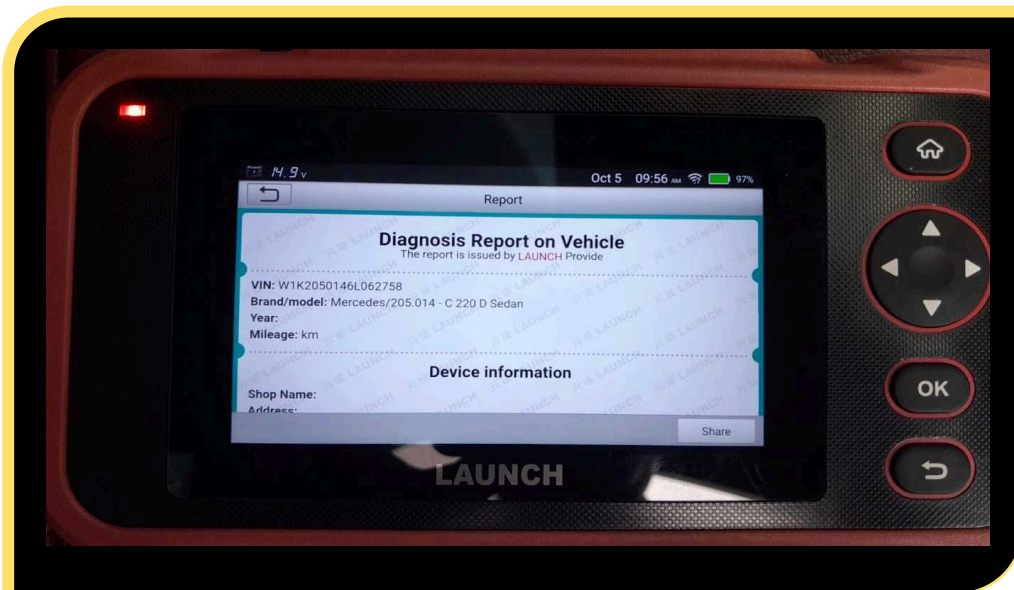 14.9 v
Oct 5 09:56 AM 97%
Report
Diagnosis Report on Vehicle
The report is issued by LAUNCH Provide
VIN: W1K2050146L062758
Brand/model: Mercedes/205.014 - C 220 D Sedan
Year:
Mileage: km
Device information
Shop Name:
Address:
Share
LAUNCH
OK